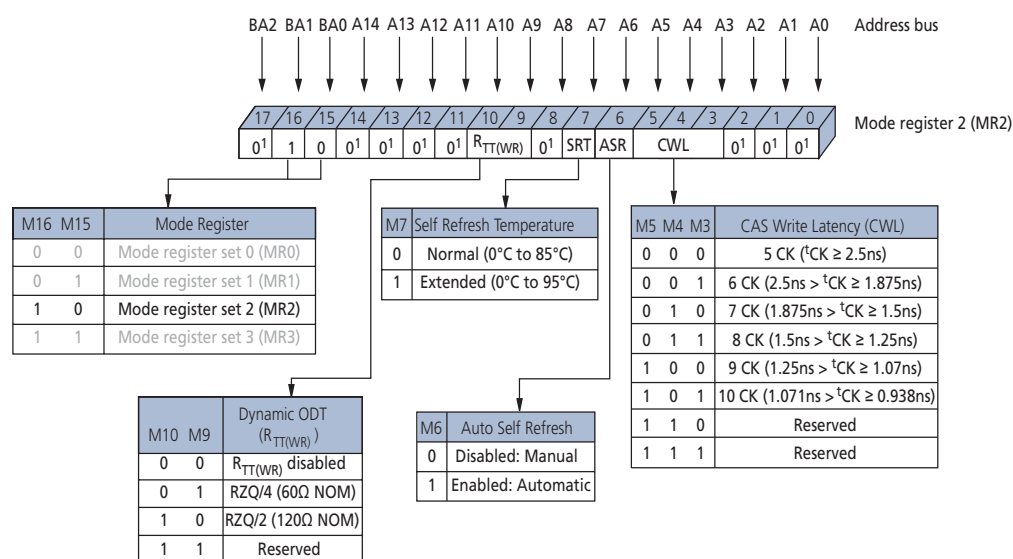 BA2 BA1 BA0 A14 A13 A12 A11 A10 A9 A8 A7 A6 A5 A4 A3 A2 A1 A0 Address bus
17 16 15 14 13 12 11 10 9 8 7 6 5 4 3 2 1 0
Mode register 2 (MR2)
0¹ 1 0 0¹ 0¹ 0¹ 0¹ RTT(WR) 0¹ SRT ASR CWL 0¹ 0¹ 0¹
M16 M15 Mode Register
0 0 Mode register set 0 (MR0)
0 1 Mode register set 1 (MR1)
1 0 Mode register set 2 (MR2)
1 1 Mode register set 3 (MR3)
M7 Self Refresh Temperature
0 Normal (0°C to 85°C)
1 Extended (0°C to 95°C)
M5 M4 M3 CAS Write Latency (CWL)
0 0 0 5 CK (ᵗCK ≥ 2.5ns)
0 0 1 6 CK (2.5ns > ᵗCK ≥ 1.875ns)
0 1 0 7 CK (1.875ns > ᵗCK ≥ 1.5ns)
0 1 1 8 CK (1.5ns > ᵗCK ≥ 1.25ns)
1 0 0 9 CK (1.25ns > ᵗCK ≥ 1.07ns)
1 0 1 10 CK (1.071ns > ᵗCK ≥ 0.938ns)
1 1 0 Reserved
1 1 1 Reserved
M10 M9 Dynamic ODT
(RTT(WR) )
0 0 RTT(WR) disabled
0 1 RZQ/4 (60Ω NOM)
1 0 RZQ/2 (120Ω NOM)
1 1 Reserved
M6 Auto Self Refresh
0 Disabled: Manual
1 Enabled: Automatic